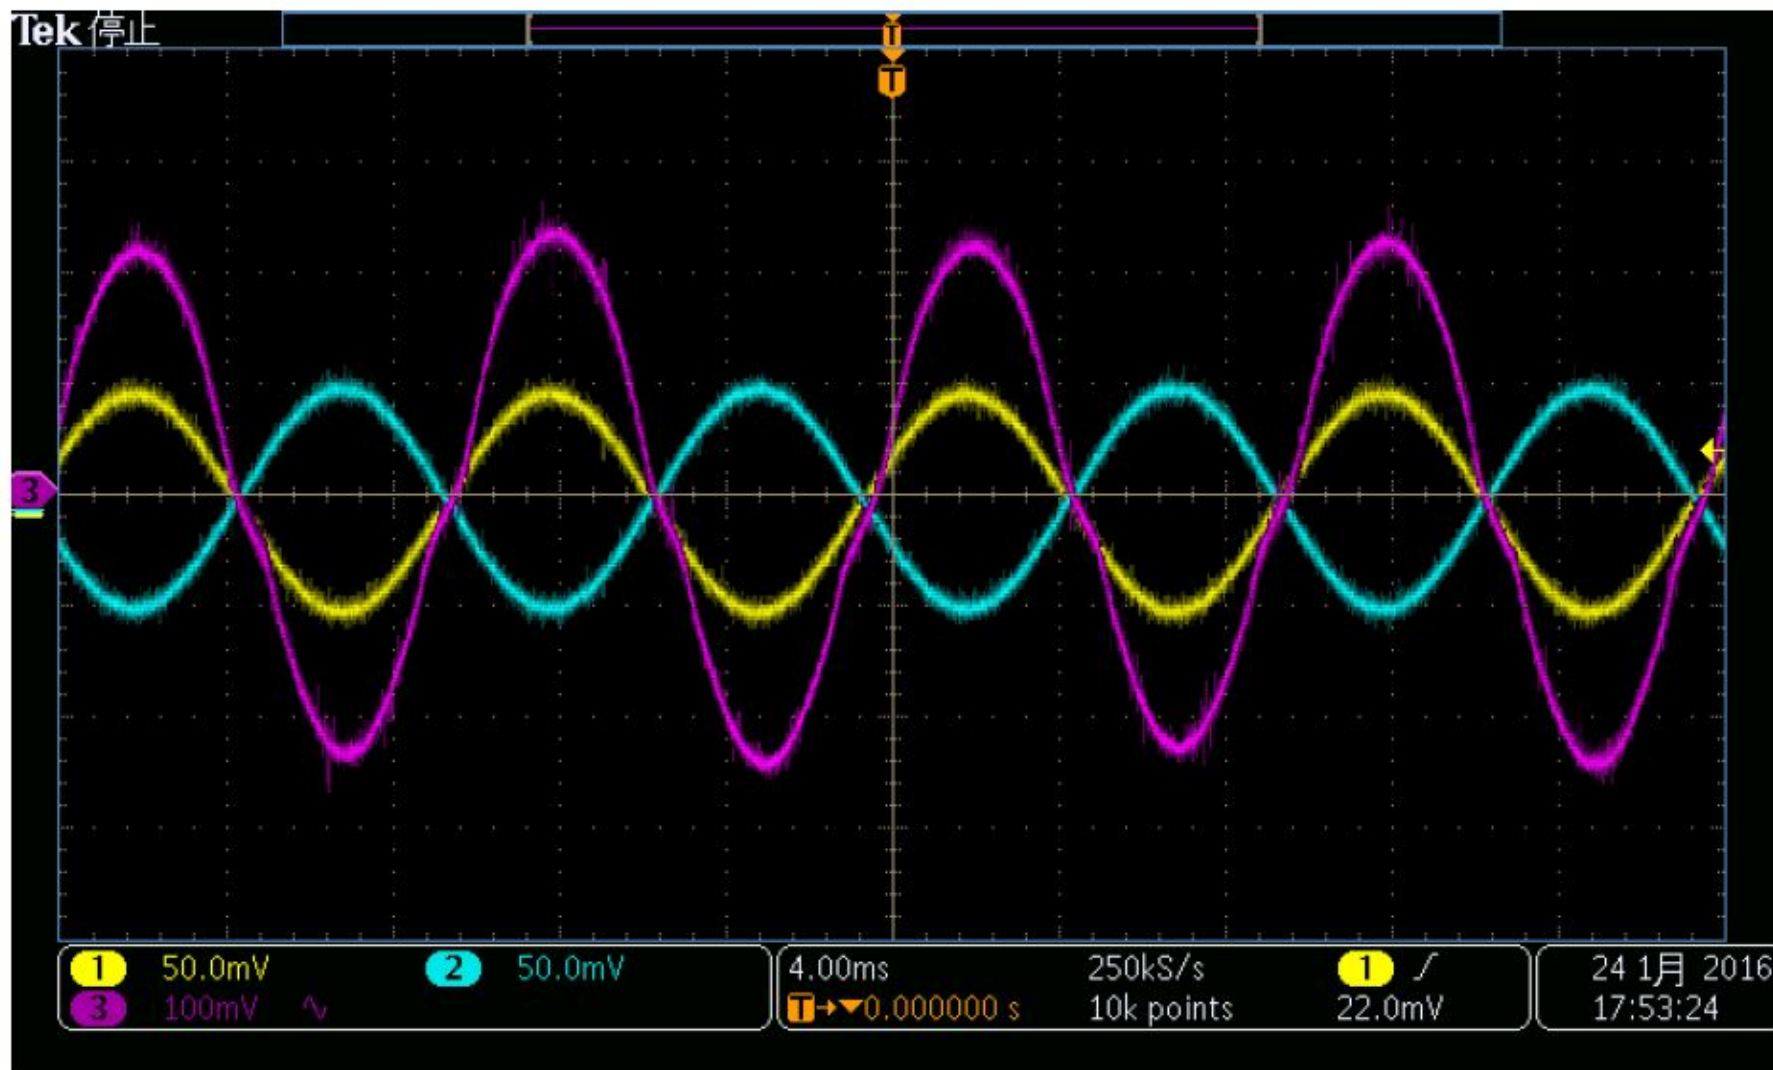 Tek 停止
T
T
3
1 50.0mV 2 50.0mV
3 100mV
4.00ms 250kS/s 1
T→▼0.000000 s 10k points 22.0mV
24 1月 2016
17:53:24